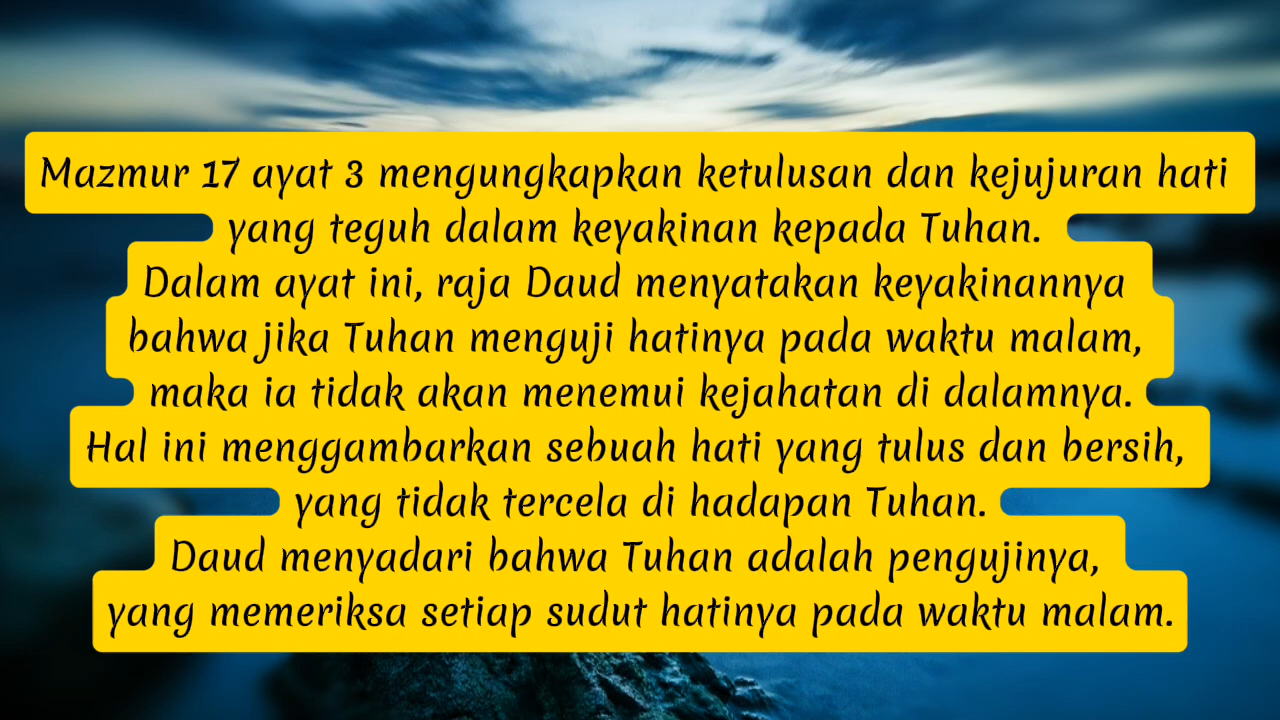 Mazmur 17 ayat 3 mengungkapkan ketulusan dan kejujuran hati
yang teguh dalam keyakinan kepada Tuhan.
Dalam ayat ini, raja Daud menyatakan keyakinannya
bahwa jika Tuhan menguji hatinya pada waktu malam,
maka ia tidak akan menemui kejahatan di dalamnya.
Hal ini menggambarkan sebuah hati yang tulus dan bersih,
yang tidak tercela di hadapan Tuhan.
Daud menyadari bahwa Tuhan adalah pengujinya,
yang memeriksa setiap sudut hatinya pada waktu malam.